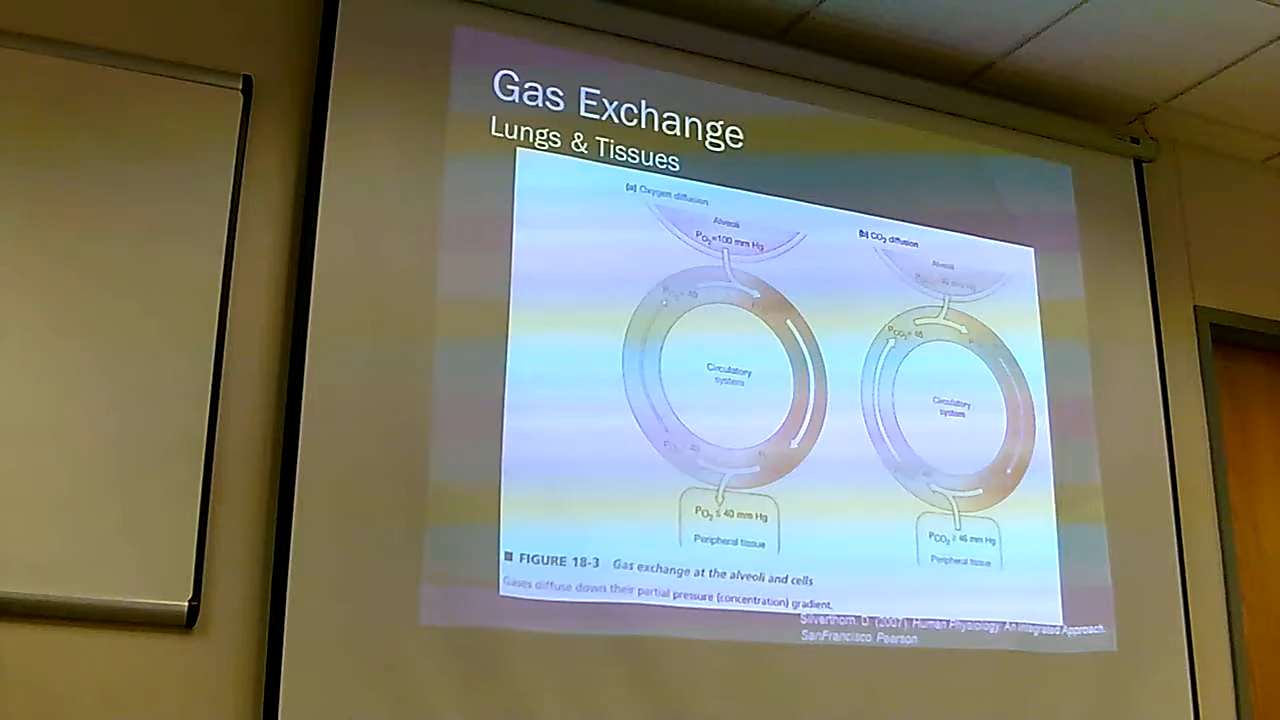 Gas Exchange
Lungs & Tissues
(a) Oxygen diffusion
Alveoli
PO2=100 mm Hg
Circulatory
system
PO2 ≤ 40 mm Hg
Peripheral tissue
(b) CO2 diffusion
Alveoli
PCO2= 46
Circulatory
system
PCO2 ≥ 46 mm Hg
Peripheral tissue
FIGURE 18-3 Gas exchange at the alveoli and cells
Gases diffuse down their partial pressure (concentration) gradient.
Silverthorn, D. (2007). Human Physiology: An Integrated Approach.
SanFrancisco: Pearson